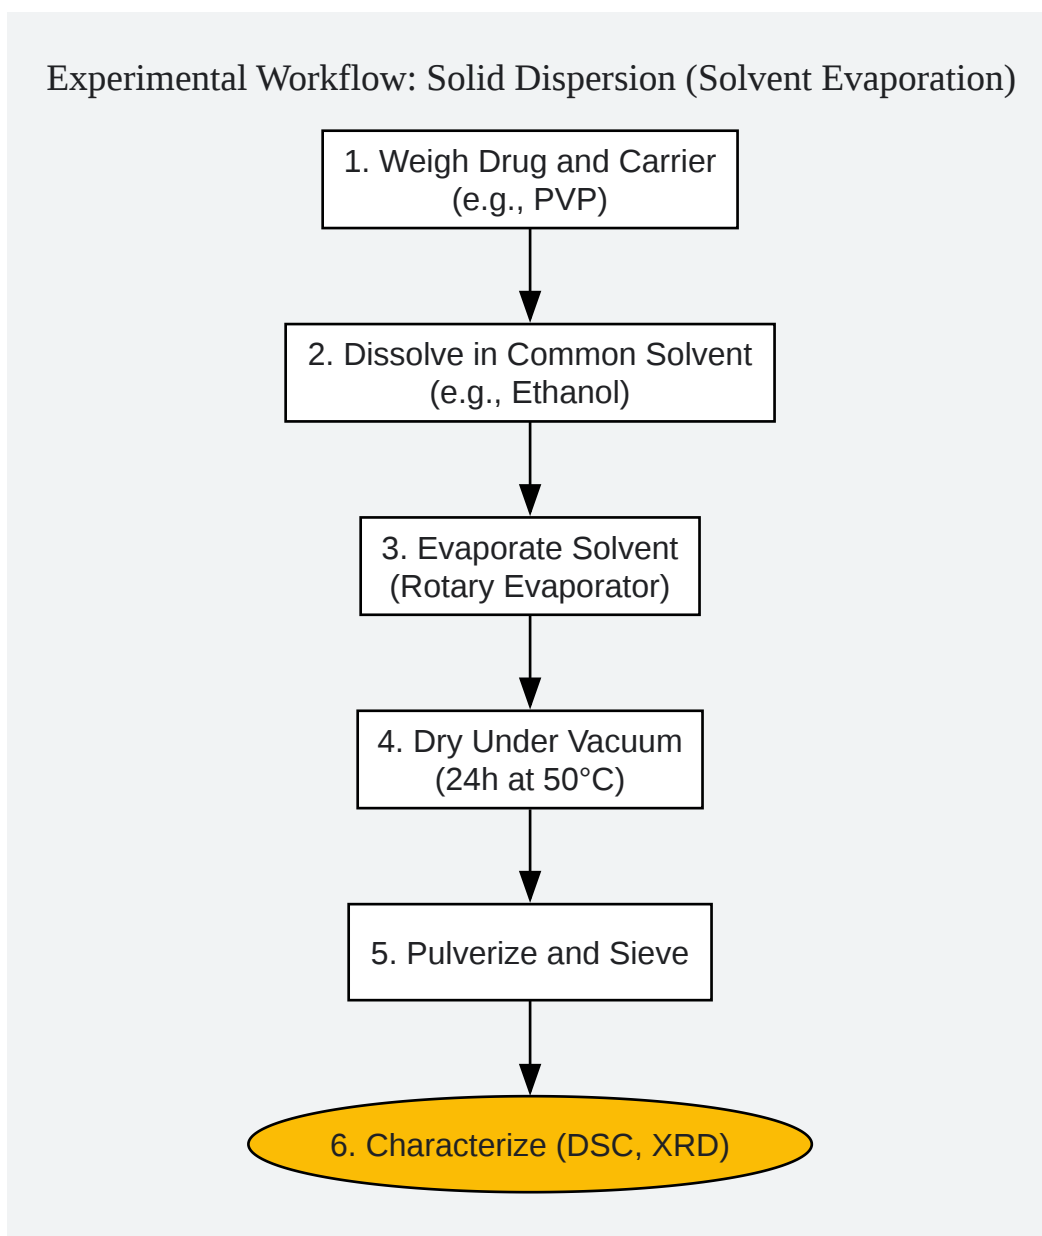 Experimental Workflow: Solid Dispersion (Solvent Evaporation)
1. Weigh Drug and Carrier
(e.g., PVP)
2. Dissolve in Common Solvent
(e.g., Ethanol)
3. Evaporate Solvent
(Rotary Evaporator)
4. Dry Under Vacuum
(24h at 50°C)
5. Pulverize and Sieve
6. Characterize (DSC, XRD)